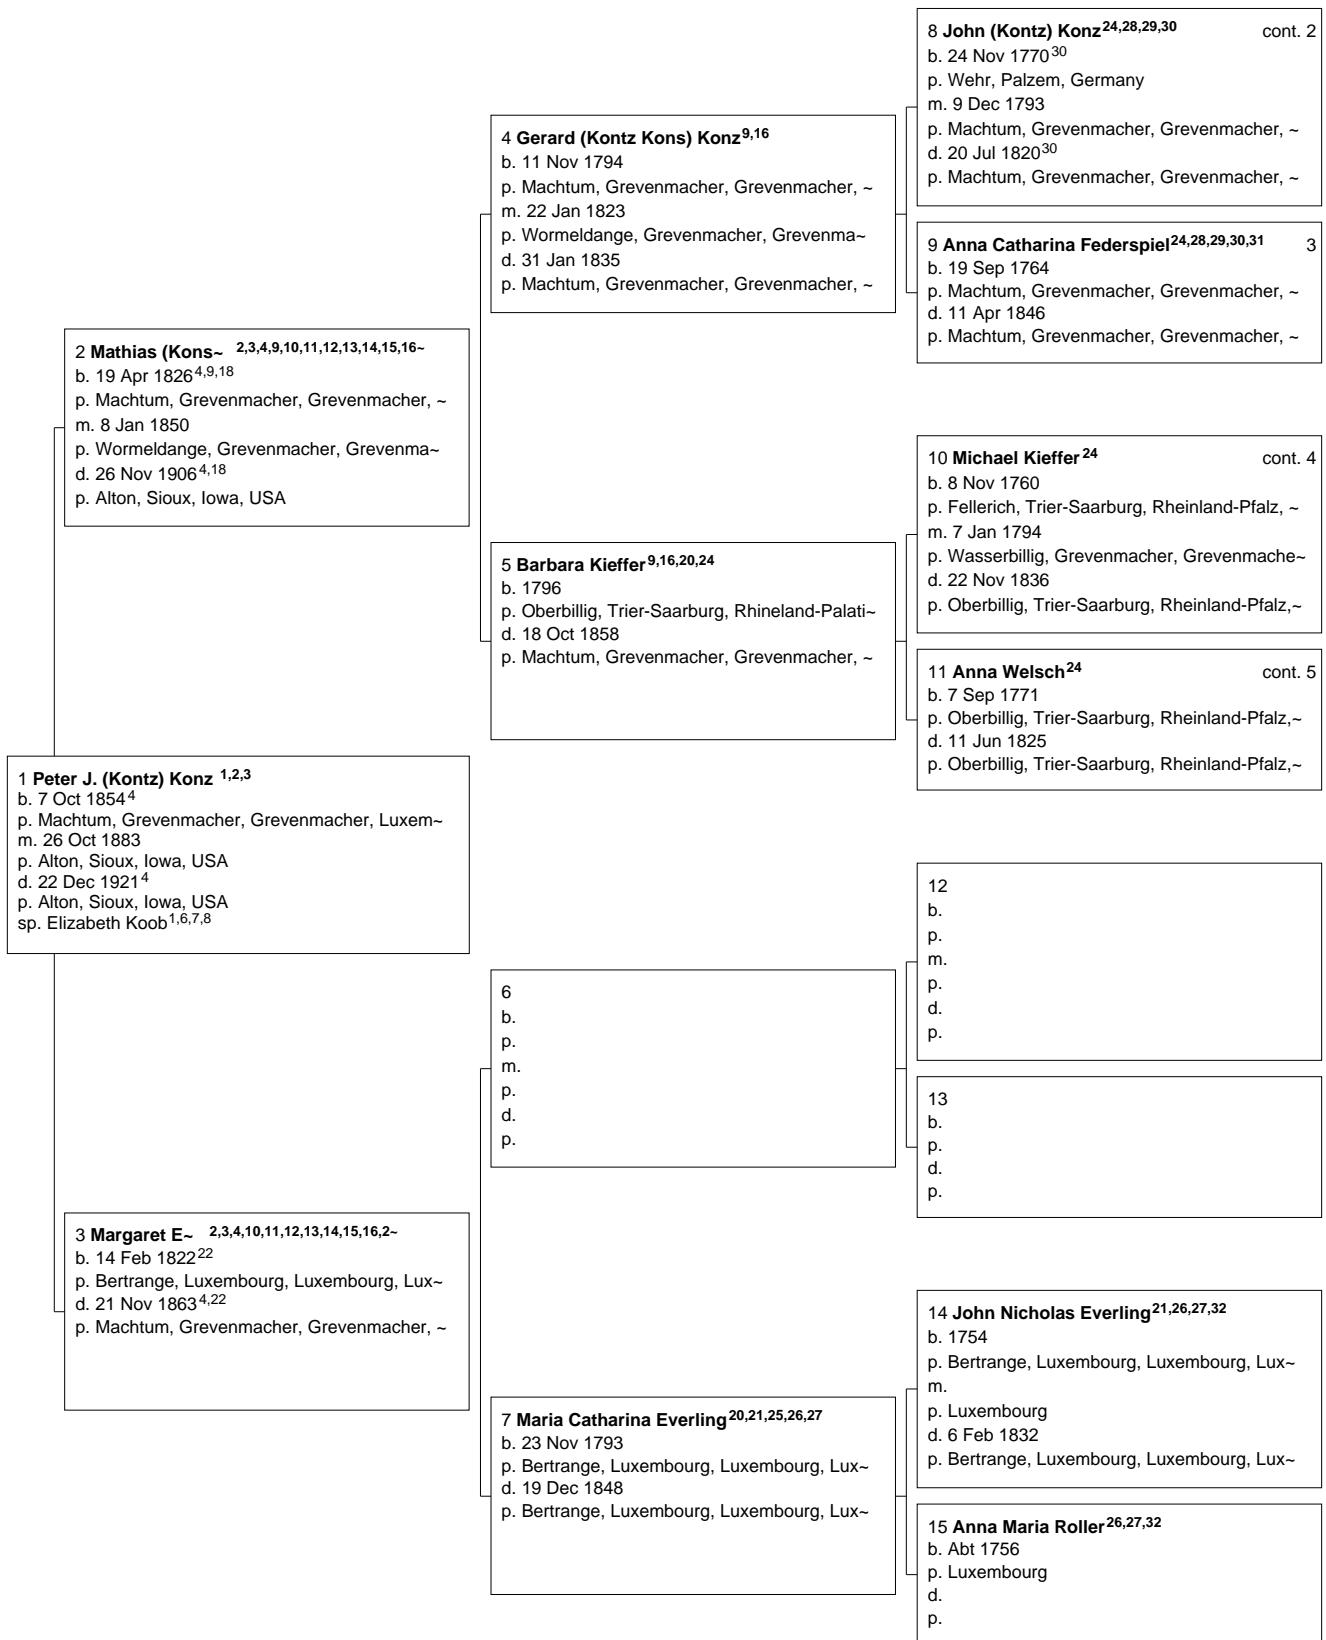 8 John (Kontz) Konz24,28,29,30 cont. 2
b. 24 Nov 177030
p. Wehr, Palzem, Germany
m. 9 Dec 1793
p. Machtum, Grevenmacher, Grevenmacher, ~
d. 20 Jul 182030
p. Machtum, Grevenmacher, Grevenmacher, ~
4 Gerard (Kontz Kons) Konz9,16
b. 11 Nov 1794
p. Machtum, Grevenmacher, Grevenmacher, ~
m. 22 Jan 1823
p. Wormeldange, Grevenmacher, Grevenma~
d. 31 Jan 1835
p. Machtum, Grevenmacher, Grevenmacher, ~
9 Anna Catharina Federspiel24,28,29,30,31 3
b. 19 Sep 1764
p. Machtum, Grevenmacher, Grevenmacher, ~
d. 11 Apr 1846
p. Machtum, Grevenmacher, Grevenmacher, ~
2 Mathias (Kons~ 2,3,4,9,10,11,12,13,14,15,16~
b. 19 Apr 18264,9,18
p. Machtum, Grevenmacher, Grevenmacher, ~
m. 8 Jan 1850
p. Wormeldange, Grevenmacher, Grevenma~
d. 26 Nov 19064,18
p. Alton, Sioux, Iowa, USA
10 Michael Kieffer24 cont. 4
b. 8 Nov 1760
p. Fellerich, Trier-Saarburg, Rheinland-Pfalz, ~
m. 7 Jan 1794
p. Wasserbillig, Grevenmacher, Grevenmache~
d. 22 Nov 1836
p. Oberbillig, Trier-Saarburg, Rheinland-Pfalz,~
5 Barbara Kieffer9,16,20,24
b. 1796
p. Oberbillig, Trier-Saarburg, Rhineland-Palati~
d. 18 Oct 1858
p. Machtum, Grevenmacher, Grevenmacher, ~
11 Anna Welsch24 cont. 5
b. 7 Sep 1771
p. Oberbillig, Trier-Saarburg, Rheinland-Pfalz,~
d. 11 Jun 1825
p. Oberbillig, Trier-Saarburg, Rheinland-Pfalz,~
1 Peter J. (Kontz) Konz 1,2,3
b. 7 Oct 18544
p. Machtum, Grevenmacher, Grevenmacher, Luxem~
m. 26 Oct 1883
p. Alton, Sioux, Iowa, USA
d. 22 Dec 19214
p. Alton, Sioux, Iowa, USA
sp. Elizabeth Koob1,6,7,8
12
b.
p.
m.
p.
d.
p.
6
b.
p.
m.
p.
d.
p.
13
b.
p.
d.
p.
3 Margaret E~ 2,3,4,10,11,12,13,14,15,16,2~
b. 14 Feb 182222
p. Bertrange, Luxembourg, Luxembourg, Lux~
d. 21 Nov 18634,22
p. Machtum, Grevenmacher, Grevenmacher, ~
14 John Nicholas Everling21,26,27,32
b. 1754
p. Bertrange, Luxembourg, Luxembourg, Lux~
m.
p. Luxembourg
d. 6 Feb 1832
p. Bertrange, Luxembourg, Luxembourg, Lux~
7 Maria Catharina Everling20,21,25,26,27
b. 23 Nov 1793
p. Bertrange, Luxembourg, Luxembourg, Lux~
d. 19 Dec 1848
p. Bertrange, Luxembourg, Luxembourg, Lux~
15 Anna Maria Roller26,27,32
b. Abt 1756
p. Luxembourg
d.
p.